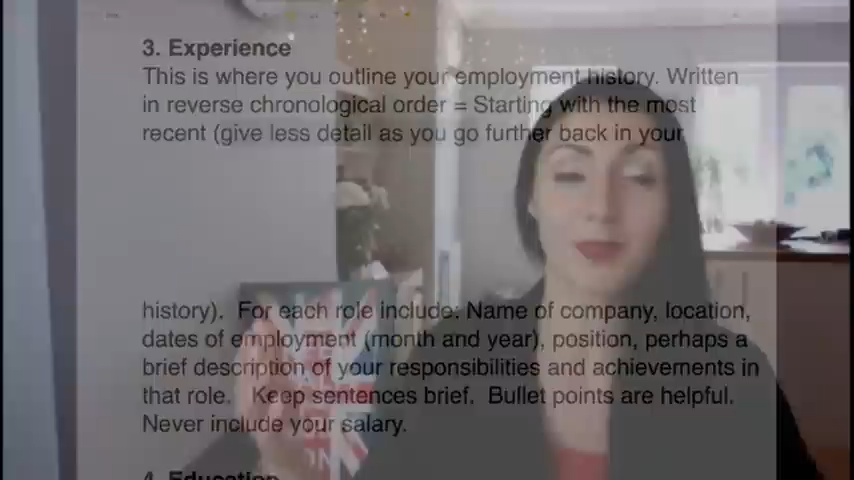 3. Experience
This is where you outline your employment history. Written
in reverse chronological order = Starting with the most
recent (give less detail as you go further back in your
history).  For each role include: Name of company, location,
dates of employment (month and year), position, perhaps a
brief description of your responsibilities and achievements in
that role.   Keep sentences brief.  Bullet points are helpful.
Never include your salary.
4. Education